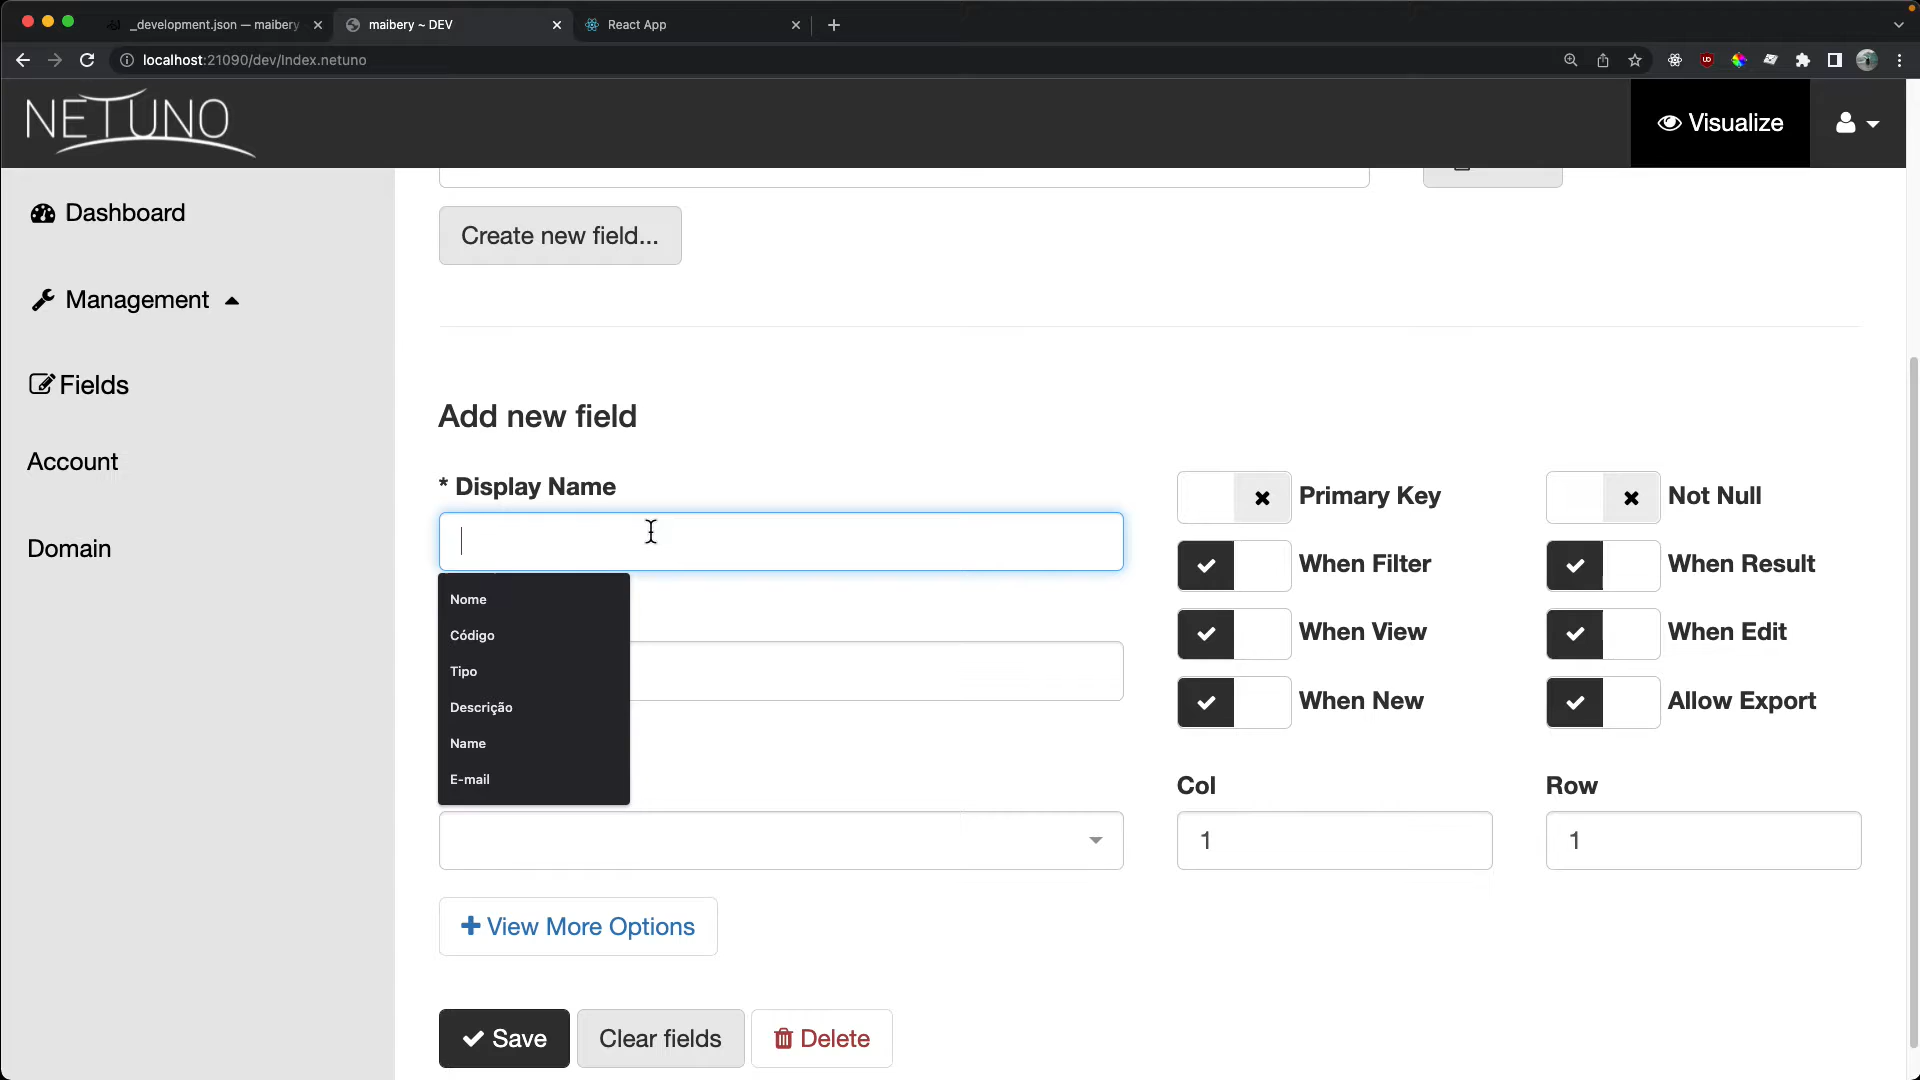 _development.json — maibery
maibery ~ DEV
React App
localhost:21090/dev/Index.netuno
NETUNO
Visualize
Dashboard
Management
Fields
Account
Domain
Create new field...
Add new field
* Display Name
Nome
Código
Tipo
Descrição
Name
E-mail
Primary Key
Not Null
When Filter
When Result
When View
When Edit
When New
Allow Export
Col
Row
1
1
View More Options
Save
Clear fields
Delete